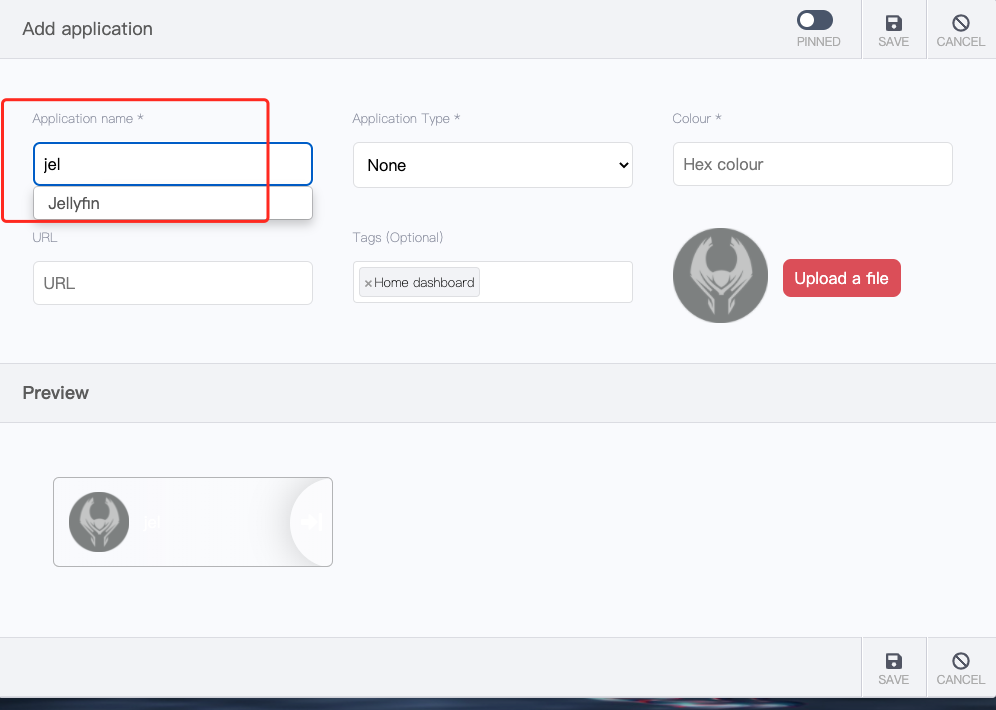 Add application
PINNED
SAVE
CANCEL
Application name *
Application Type *
Colour *
jel
None
Hex colour
Jellyfin
URL
Tags (Optional)
URL
×Home dashboard
Upload a file
Preview
jel
SAVE
CANCEL